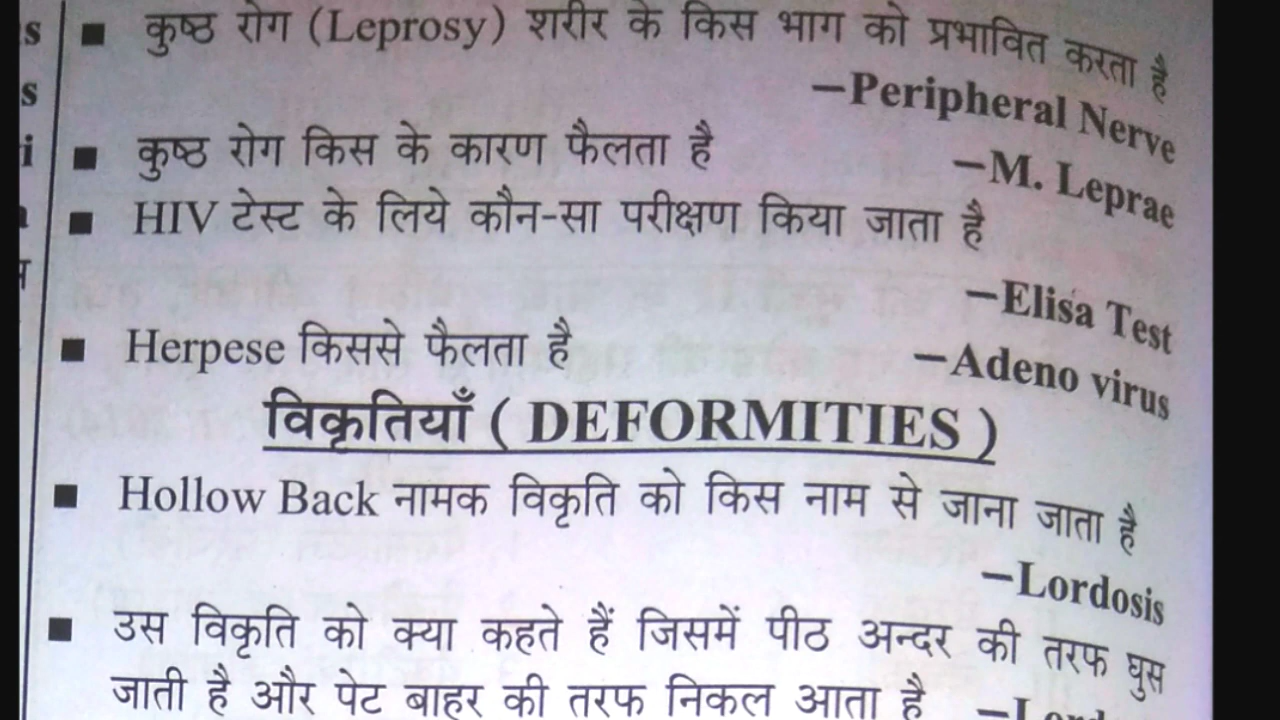 ■ कुष्ठ रोग (Leprosy) शरीर के किस भाग को प्रभावित करता है
–Peripheral Nerve
■ कुष्ठ रोग किस के कारण फैलता है –M. Leprae
■ HIV टेस्ट के लिये कौन-सा परीक्षण किया जाता है
–Elisa Test
■ Herpese किससे फैलता है –Adeno virus
विकृतियाँ ( DEFORMITIES )
■ Hollow Back नामक विकृति को किस नाम से जाना जाता है
–Lordosis
■ उस विकृति को क्या कहते हैं जिसमें पीठ अन्दर की तरफ घुस
जाती है और पेट बाहर की तरफ निकल आता है